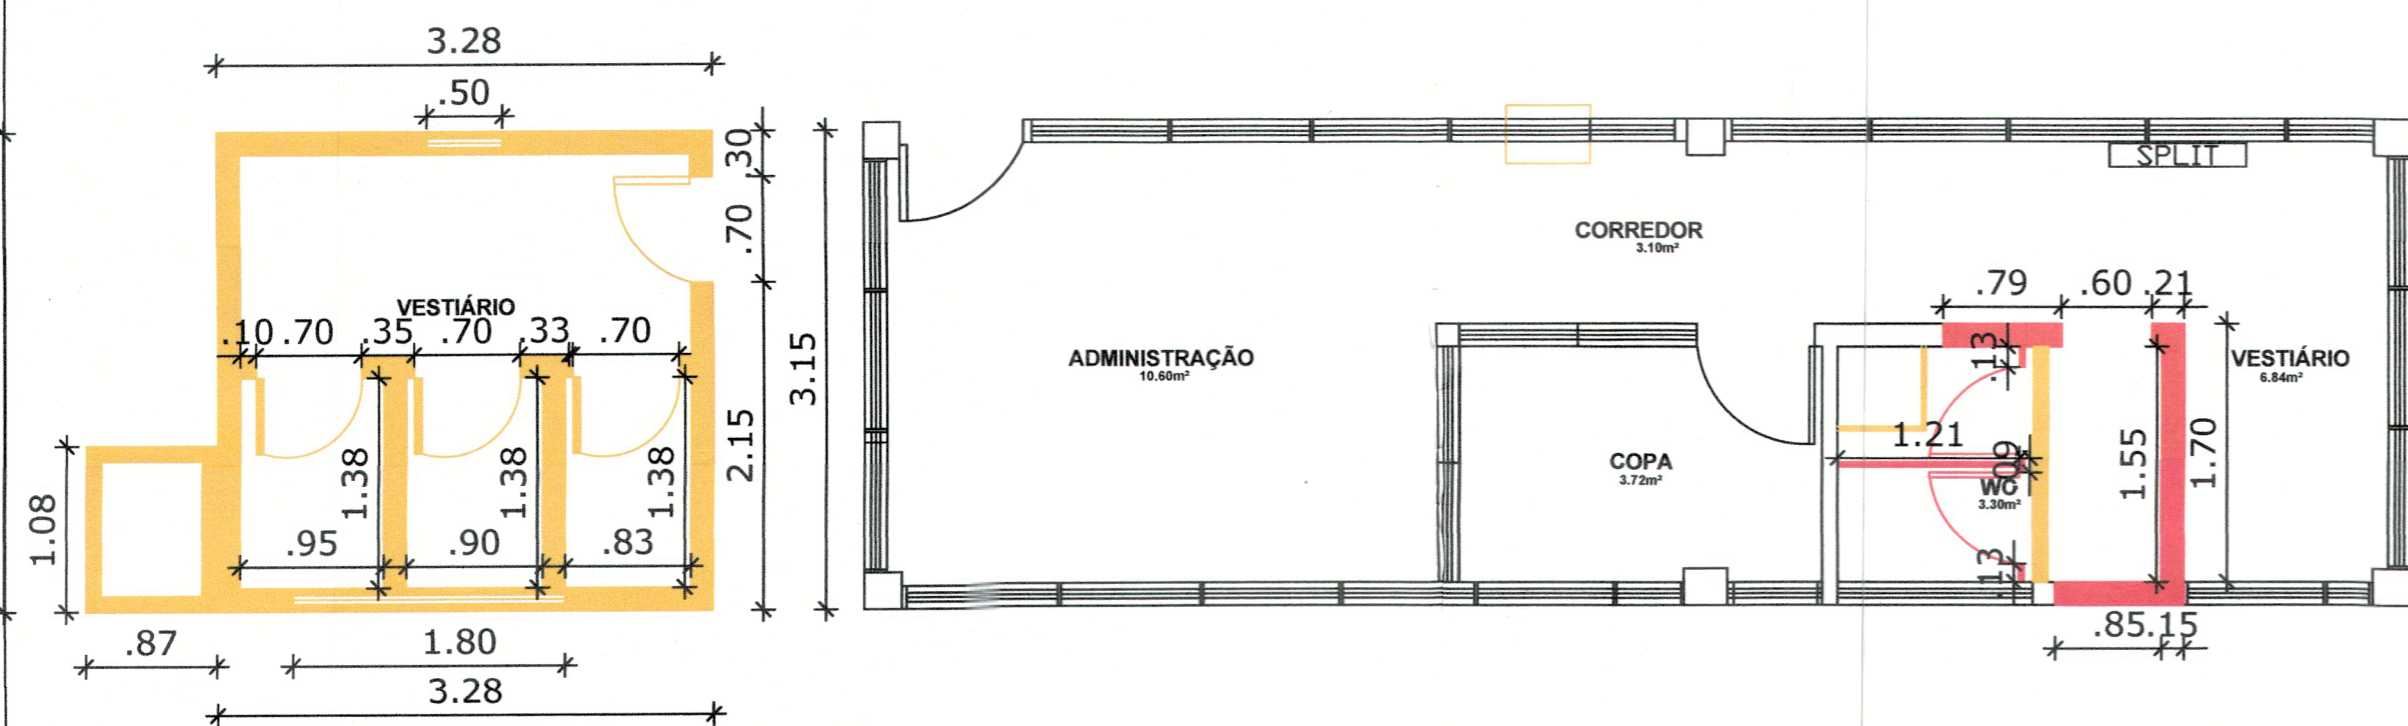 3.28
.50
.30
.70
2.15
3.15
VESTIÁRIO
.10 .70 .35 .70 .33 .70
1.38
1.38
1.38
.95
.90
.83
1.08
.87
1.80
3.28
SPLIT
CORREDOR
3.10m²
ADMINISTRAÇÃO
10.60m²
COPA
3.72m²
.79
.60 .21
.13
1.21
.09
WC
3.30m²
.13
1.55
1.70
VESTIÁRIO
6.84m²
.85 .15